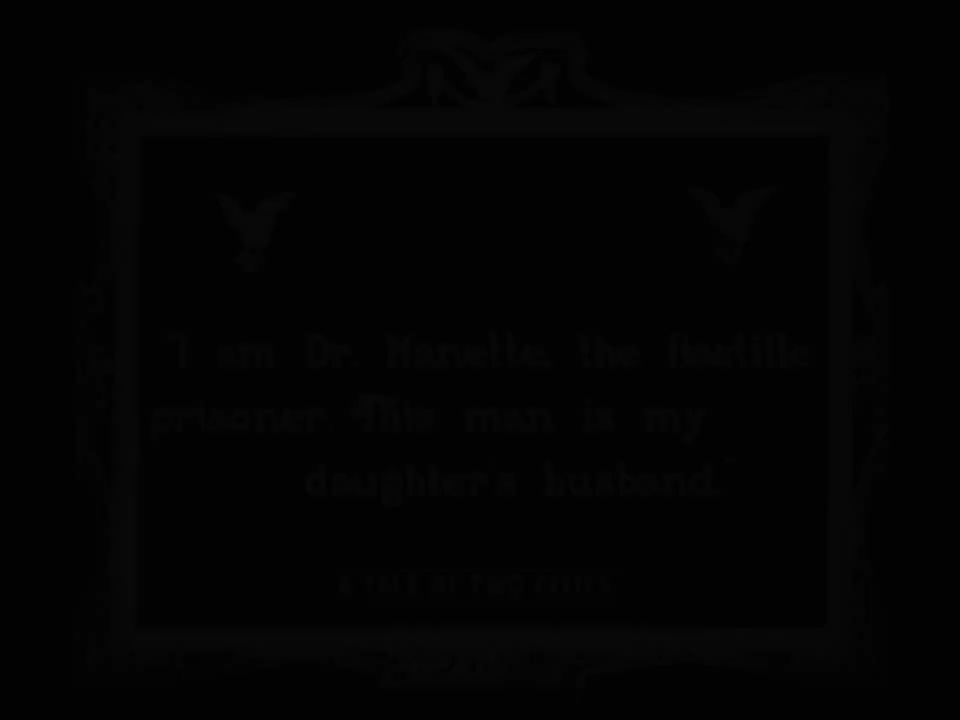 "I am Dr. Manette, the Bastille
prisoner. This man is my
daughter's husband."
A TALE OF TWO CITIES